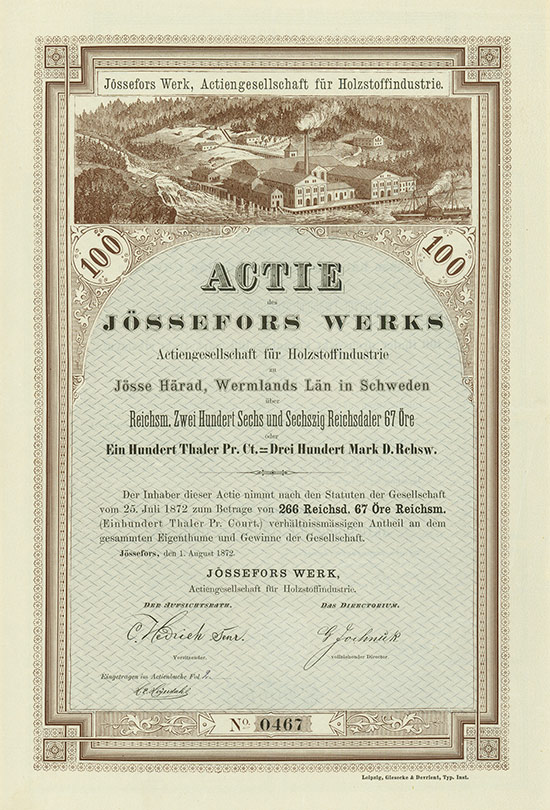 Jössefors Werk, Actiengesellschaft für Holzstoffindustrie.
100
100
ACTIE
des
JÖSSEFORS WERKS
Actiengesellschaft für Holzstoffindustrie
zu
Jösse Härad, Wermlands Län in Schweden
über
Reichsm. Zwei Hundert Sechs und Sechszig Reichsdaler 67 Öre
oder
Ein Hundert Thaler Pr. Ct. = Drei Hundert Mark D. Rchsw.
Der Inhaber dieser Actie nimmt nach den Statuten der Gesellschaft
vom 25. Juli 1872 zum Betrage von 266 Reichsd. 67 Öre Reichsm.
(Einhundert Thaler Pr. Court.) verhältnissmässigen Antheil an dem
gesammten Eigenthume und Gewinne der Gesellschaft.
Jössefors, den 1. August 1872.
JÖSSEFORS WERK,
Actiengesellschaft für Holzstoffindustrie.
DER AUFSICHTSRATH.
DAS DIRECTORIUM.
C. Hedrich Senr.
Vorsitzender.
vollziehender Director.
Eingetragen im Actienbuche Fol. 2.
No. 0467
Leipzig, Giesecke & Devrient, Typ. Inst.